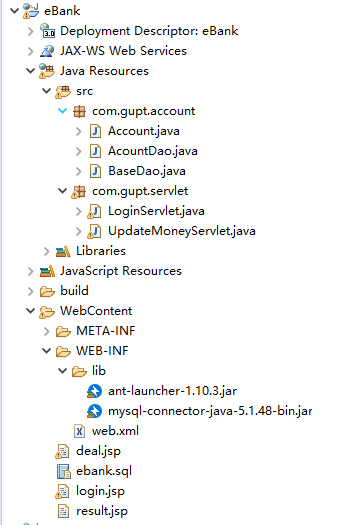 eBank
Deployment Descriptor: eBank
JAX-WS Web Services
Java Resources
src
com.gupt.account
Account.java
AcountDao.java
BaseDao.java
com.gupt.servlet
LoginServlet.java
UpdateMoneyServlet.java
Libraries
JavaScript Resources
build
WebContent
META-INF
WEB-INF
lib
ant-launcher-1.10.3.jar
mysql-connector-java-5.1.48-bin.jar
web.xml
deal.jsp
ebank.sql
login.jsp
result.jsp